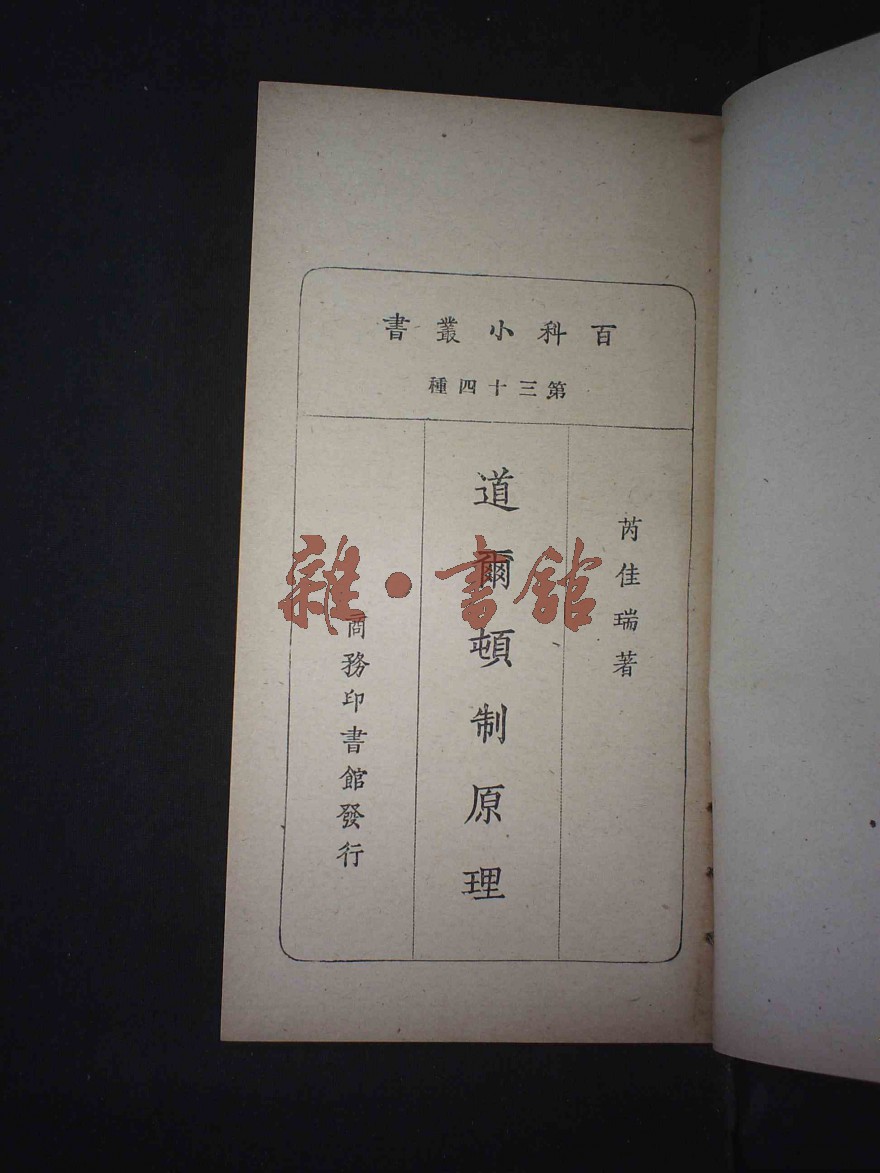 百科小叢書
第三十四種
芮佳瑞著
道爾頓制原理
商務印書館發行
雜·書館